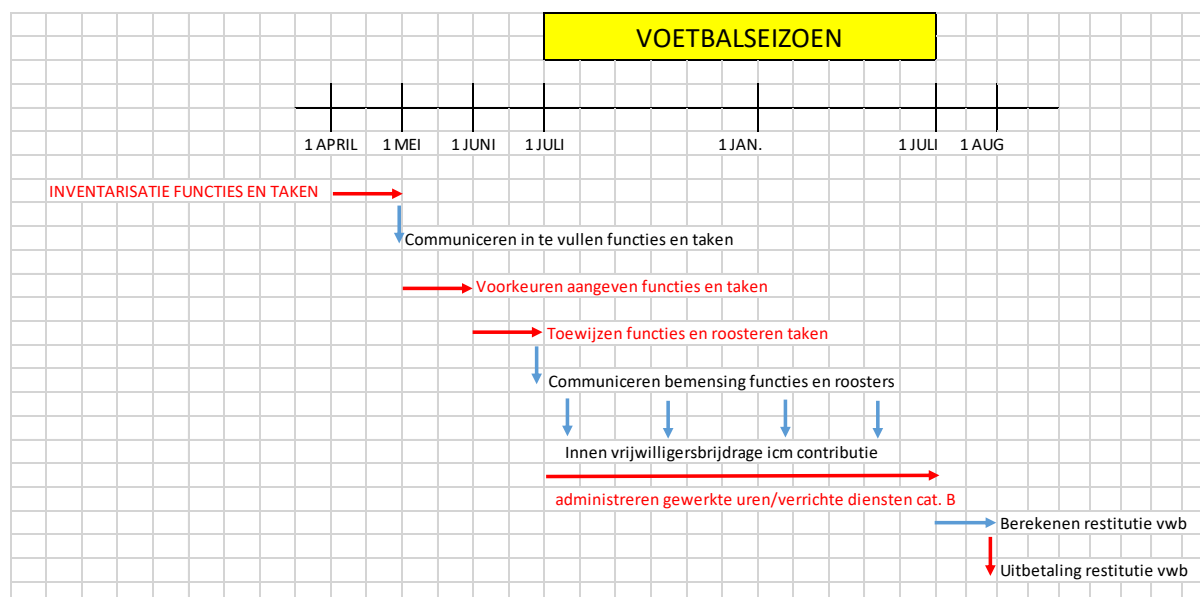 VOETBALSEIZOEN
1 APRIL 1 MEI 1 JUNI 1 JULI 1 JAN. 1 JULI 1 AUG
INVENTARISATIE FUNCTIES EN TAKEN
Communiceren in te vullen functies en taken
Voorkeuren aangeven functies en taken
Toewijzen functies en roosteren taken
Communiceren bemensing functies en roosters
Innen vrijwilligersbrijdrage icm contributie
administreren gewerkte uren/verrichte diensten cat. B
Berekenen restitutie vwb
Uitbetaling restitutie vwb